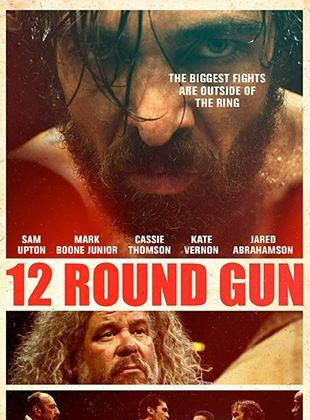 THE BIGGEST FIGHTS
ARE OUTSIDE OF
THE RING
SAM UPTON
MARK BOONE JUNIOR
CASSIE THOMSON
KATE VERNON
JARED ABRAHAMSON
12 ROUND GUN